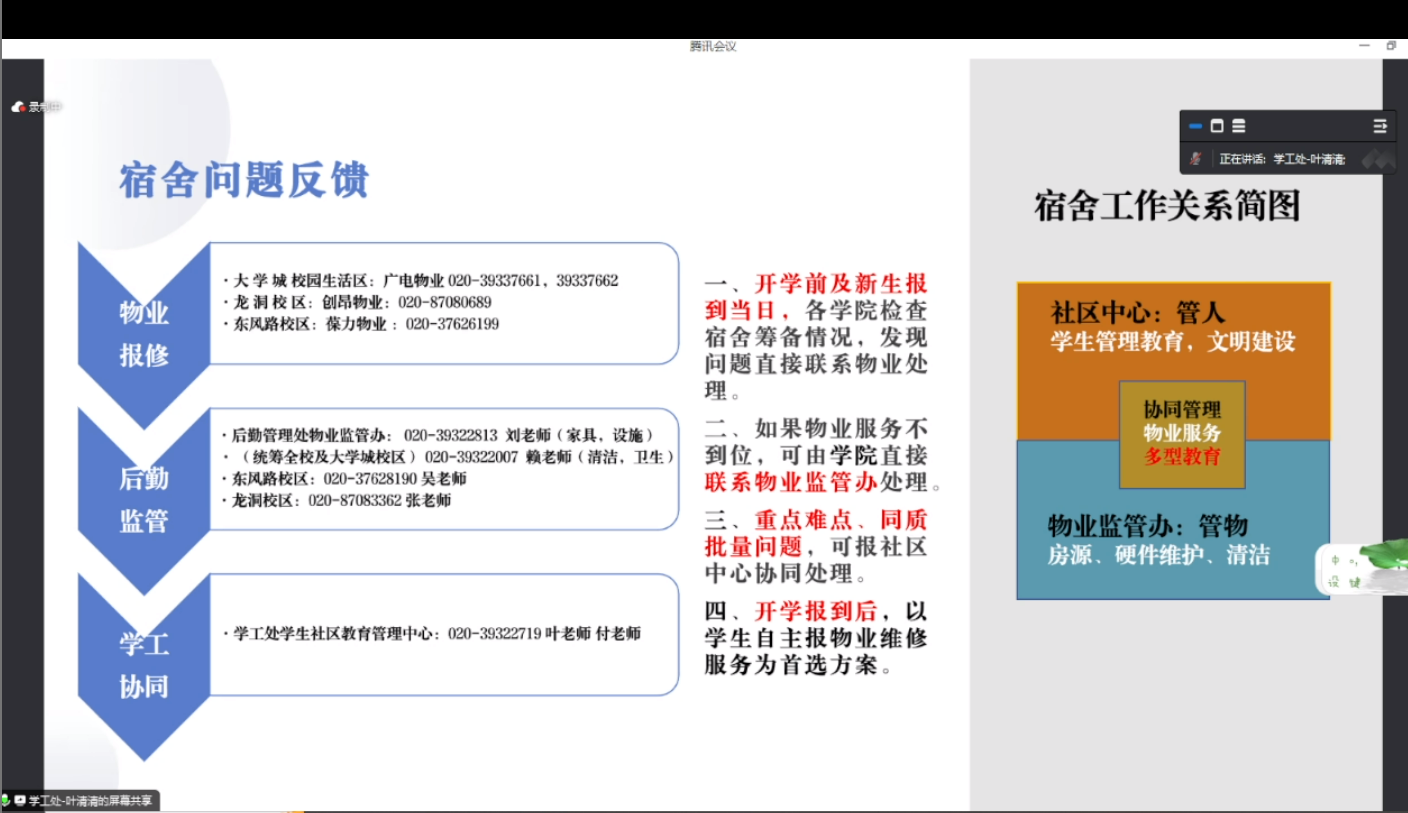 腾讯会议
录制中
正在讲话: 学工处-叶清清;
宿舍问题反馈
物业
报修
·大 学 城 校园生活区：广电物业 020-39337661，39337662
·龙 洞 校 区：创昂物业：020-87080689
·东风路校区：葆力物业 ：020-37626199
后勤
监管
·后勤管理处物业监管办： 020-39322813 刘老师（家具，设施）
·（统筹全校及大学城校区）020-39322007 赖老师（清洁，卫生）
·东风路校区：020-37628190 吴老师
·龙洞校区：020-87083362 张老师
学工
协同
·学工处学生社区教育管理中心：020-39322719 叶老师 付老师
一、开学前及新生报
到当日，各学院检查
宿舍筹备情况，发现
问题直接联系物业处
理。
二、如果物业服务不
到位，可由学院直接
联系物业监管办处理。
三、重点难点、同质
批量问题，可报社区
中心协同处理。
四、开学报到后，以
学生自主报物业维修
服务为首选方案。
宿舍工作关系简图
社区中心：管人
学生管理教育，文明建设
协同管理
物业服务
多型教育
物业监管办：管物
房源、硬件维护、清洁
中 °,
设 键
学工处-叶清清的屏幕共享